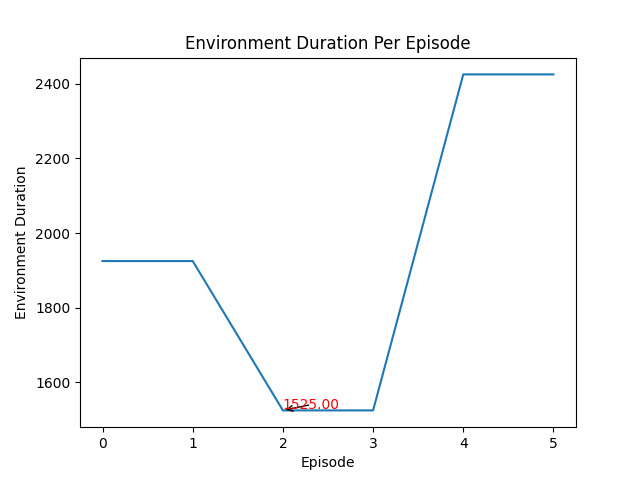 Environment Duration Per Episode
Environment Duration
2400
2200
2000
1800
1600
1525.00
0 1 2 3 4 5
Episode